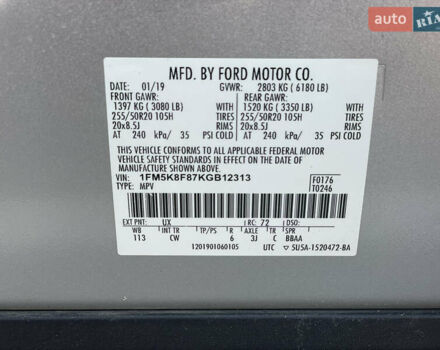 auto RIA
MFD. BY FORD MOTOR CO.
DATE: 01/19 GVWR: 2803 KG ( 6180 LB)
FRONT GAWR: REAR GAWR:
1397 KG ( 3080 LB) WITH 1520 KG ( 3350 LB) WITH
255/50R20 105H TIRES 255/50R20 105H TIRES
20x8.5J RIMS 20x8.5J RIMS
AT 240 kPa/ 35 PSI COLD AT 240 kPa/ 35 PSI COLD
THIS VEHICLE CONFORMS TO ALL APPLICABLE FEDERAL MOTOR
VEHICLE SAFETY STANDARDS IN EFFECT ON THE DATE OF
MANUFACTURE SHOWN ABOVE.
VIN: 1FM5K8F87KGB12313 F0176
TYPE: MPV T0246
EXT PNT: UX RC: 72 DSO:
WB INT TR TP/PS R AXLE TR SPR
113 CW 6 3J C BBAA
1201901060105 UTC 5U5A-1520472-BA